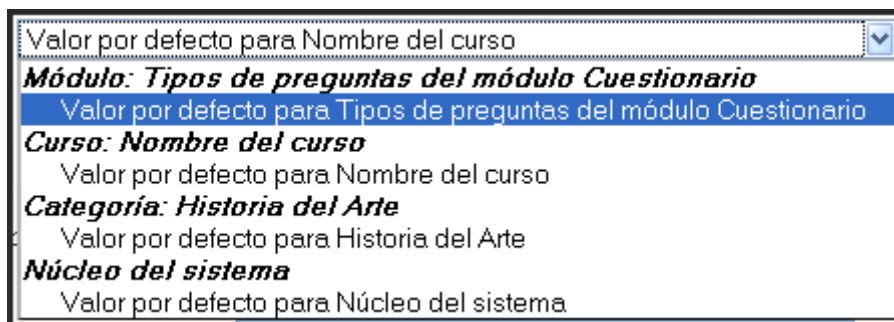 Valor por defecto para Nombre del curso
Módulo: Tipos de preguntas del módulo Cuestionario
Valor por defecto para Tipos de preguntas del módulo Cuestionario
Curso: Nombre del curso
Valor por defecto para Nombre del curso
Categoría: Historia del Arte
Valor por defecto para Historia del Arte
Núcleo del sistema
Valor por defecto para Núcleo del sistema